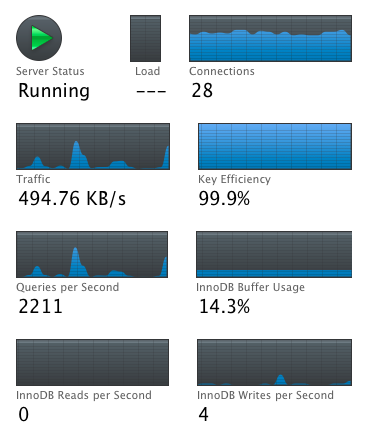 Server Status
Load
Connections
Running
---
28
Traffic
Key Efficiency
494.76 KB/s
99.9%
Queries per Second
InnoDB Buffer Usage
2211
14.3%
InnoDB Reads per Second
InnoDB Writes per Second
0
4